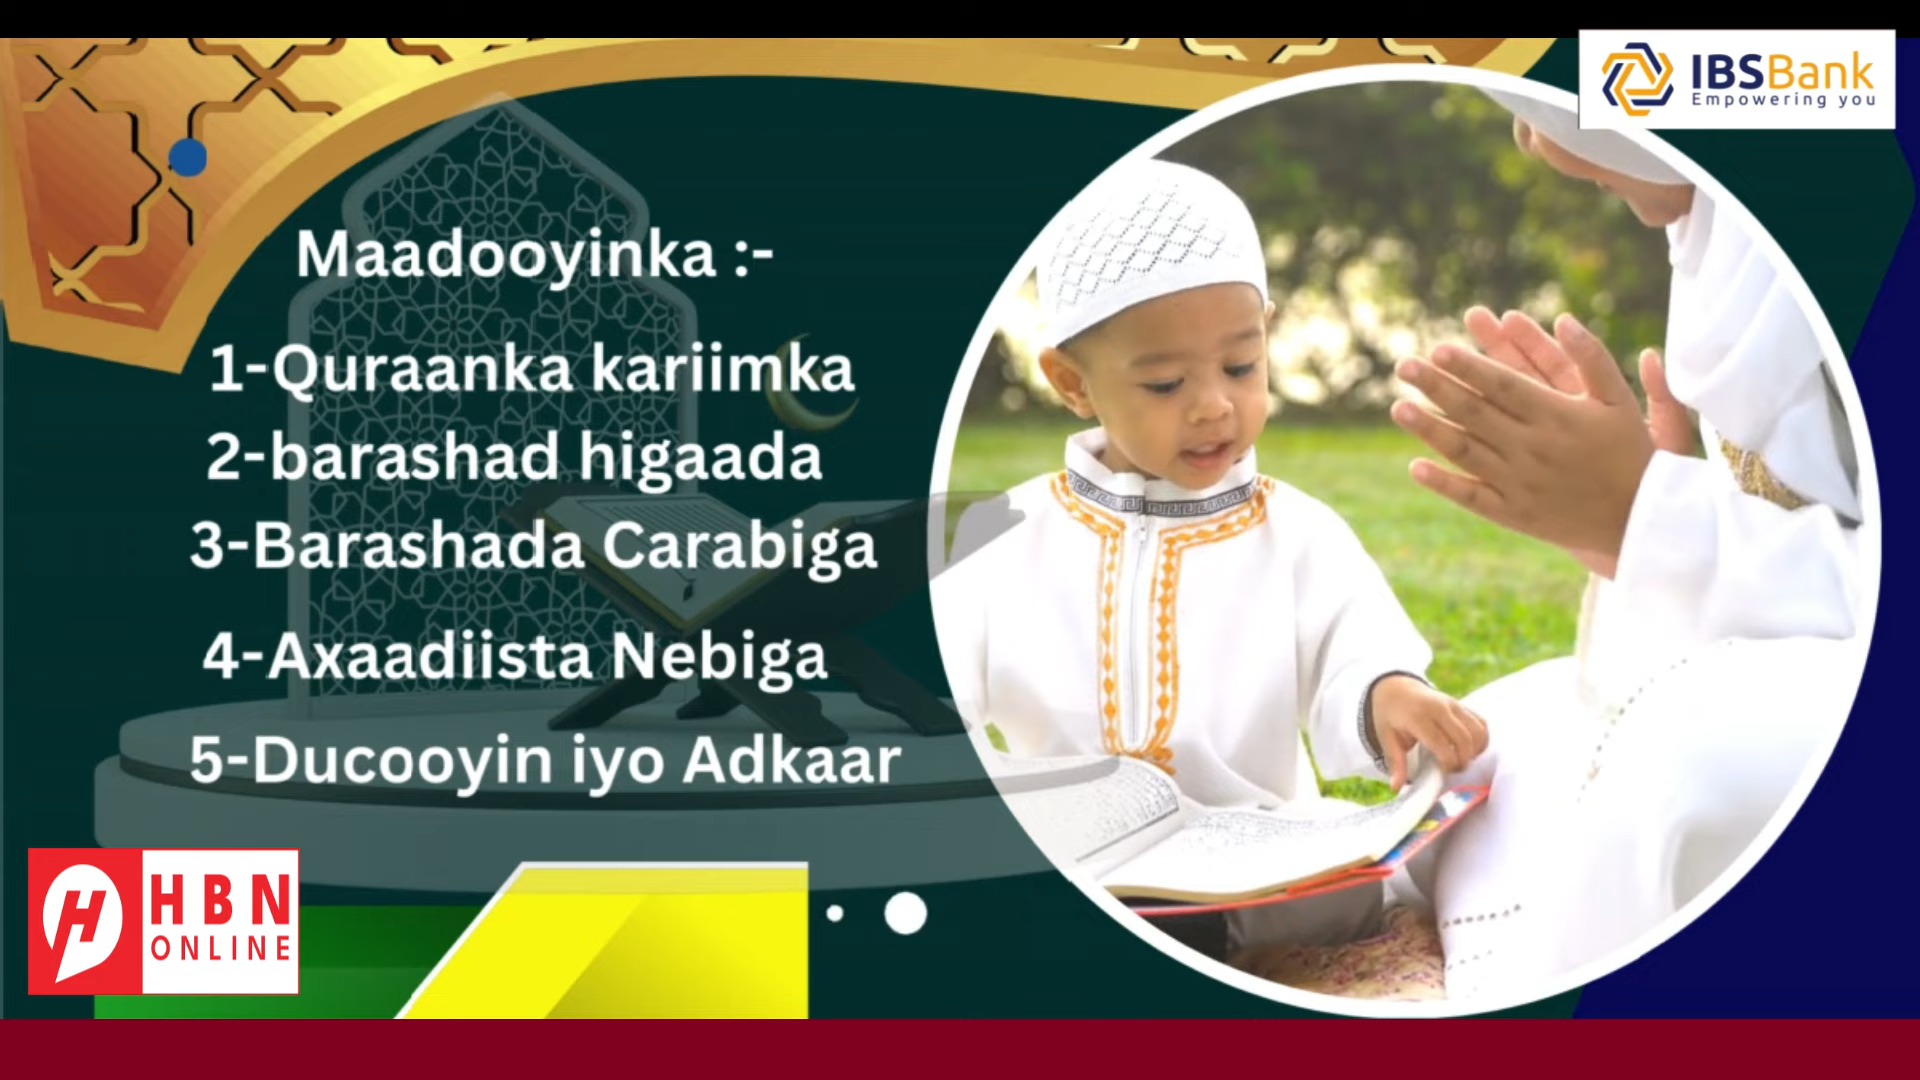 IBSBank
Empowering you
Maadooyinka :-
1-Quraanka kariimka
2-barashad higaada
3-Barashada Carabiga
4-Axaadiista Nebiga
5-Ducooyin iyo Adkaar
H HBN
ONLINE